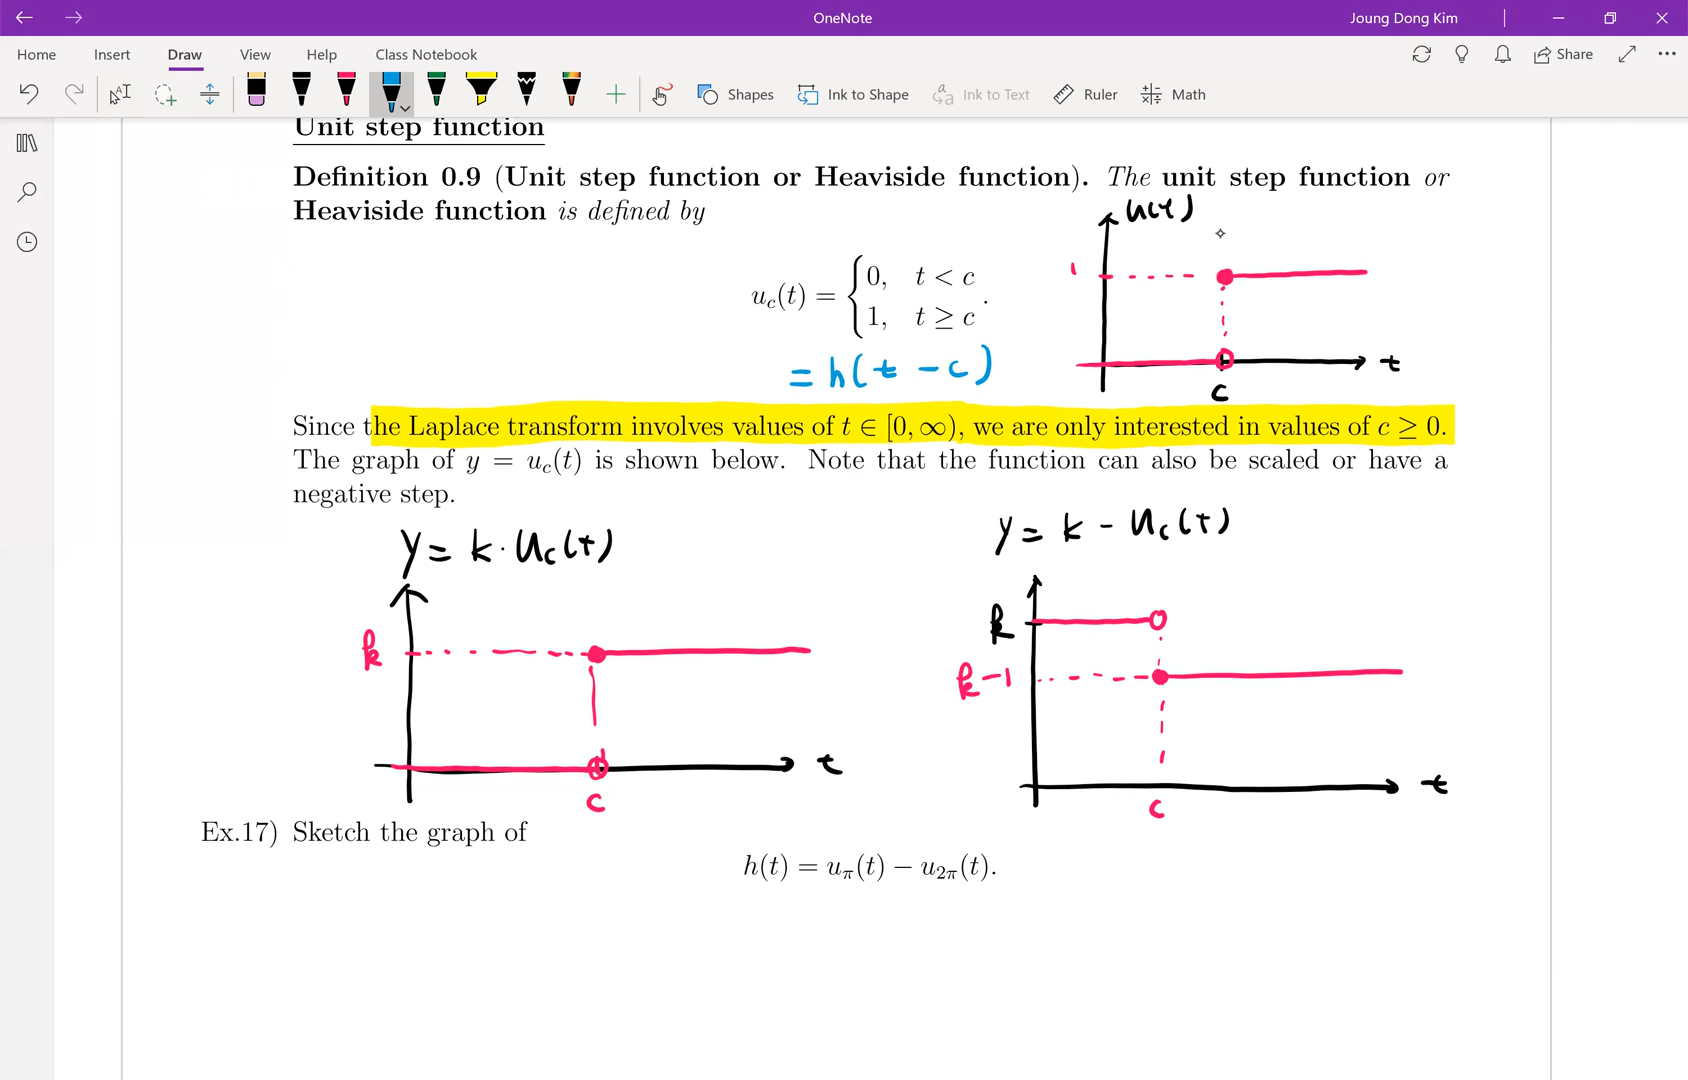 OneNote
Joung Dong Kim
Home Insert Draw View Help Class Notebook
Share
Shapes Ink to Shape Ink to Text Ruler Math
Unit step function
Definition 0.9 (Unit step function or Heaviside function). The unit step function or
Heaviside function is defined by
u(t)
u_c(t) = { 0, t < c
1, t ≥ c .
1
= h(t - c)
t
c
Since the Laplace transform involves values of t ∈ [0, ∞), we are only interested in values of c ≥ 0.
The graph of y = u_c(t) is shown below. Note that the function can also be scaled or have a
negative step.
y = k · u_c(t)
k
t
c
y = k - u_c(t)
k
k-1
t
c
Ex.17) Sketch the graph of
h(t) = u_π(t) − u_2π(t).